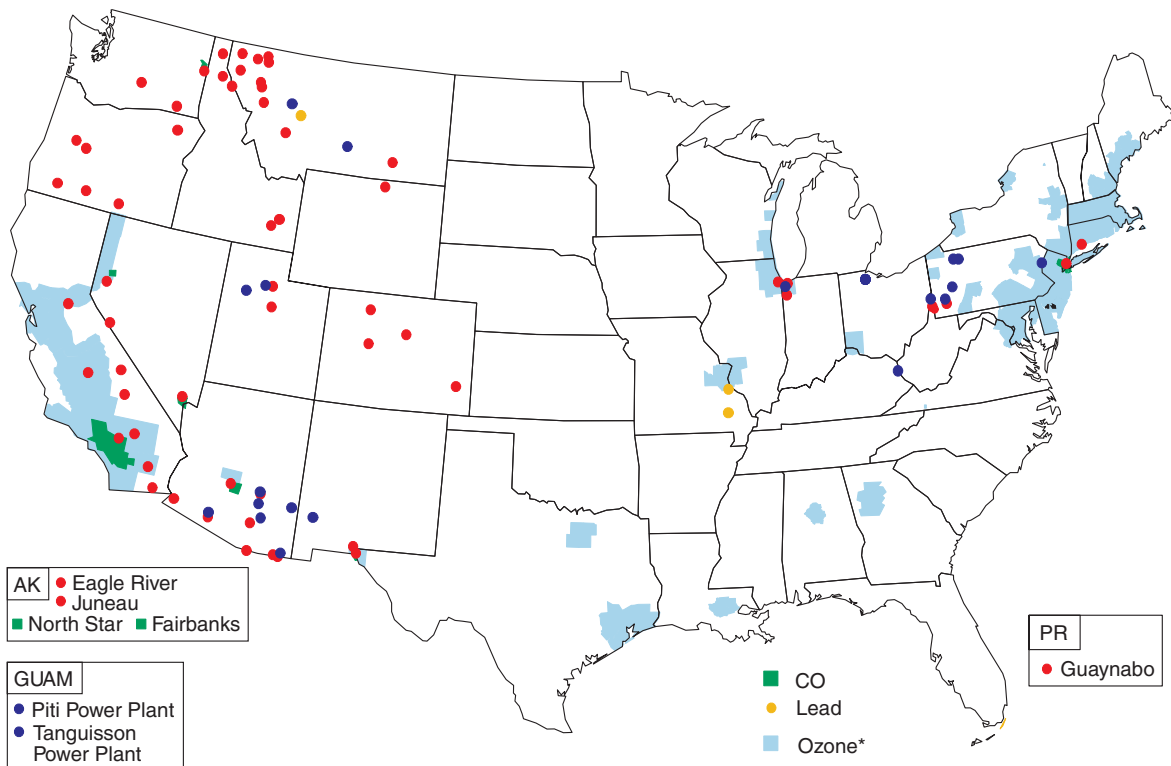 AK
Eagle River
Juneau
North Star Fairbanks
GUAM
Piti Power Plant
Tanguisson
Power Plant
CO
Lead
Ozone*
PR
Guaynabo